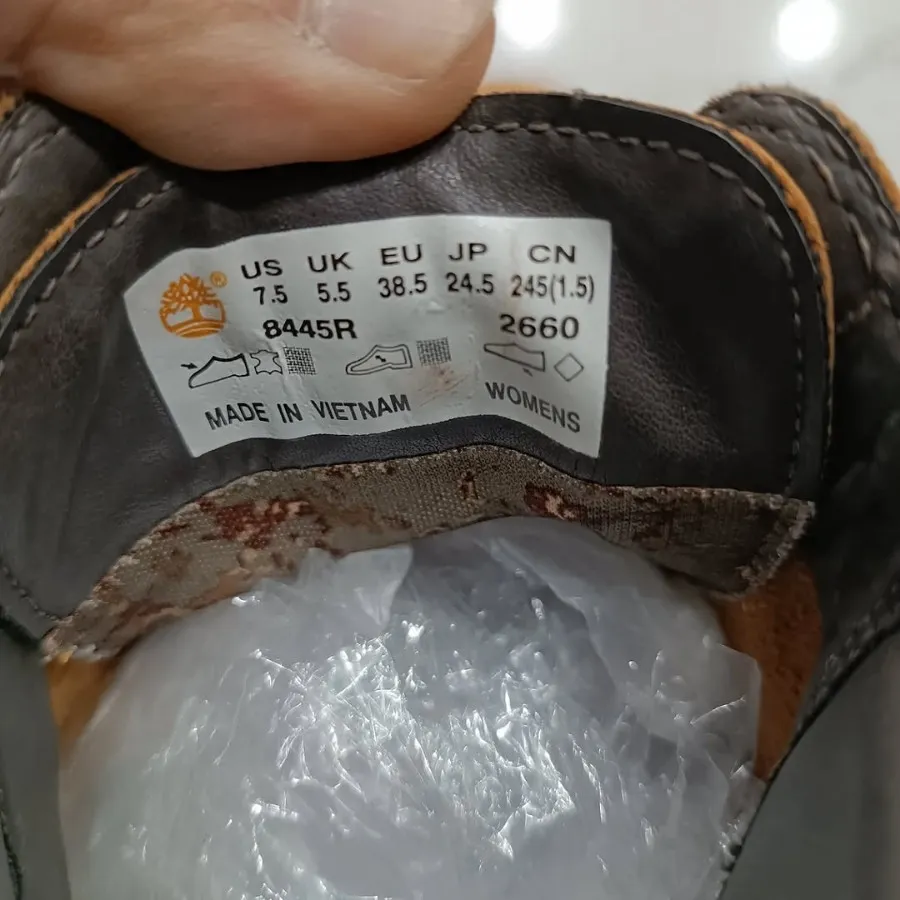 US UK EU JP CN
7.5 5.5 38.5 24.5 245(1.5)
8445R 2660
MADE IN VIETNAM WOMENS